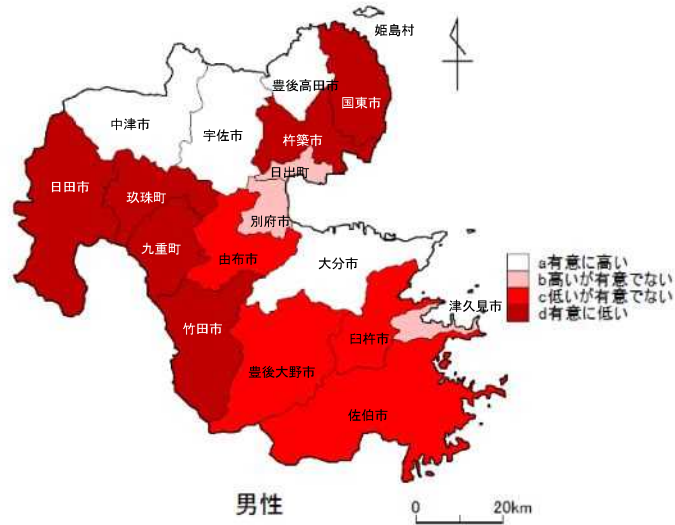 姫島村
豊後高田市
国東市
中津市
宇佐市
杵築市
日出町
日田市
玖珠町
別府市
九重町
由布市
大分市
a有意に高い
b高いが有意でない
c低いが有意でない
d有意に低い
津久見市
竹田市
臼杵市
豊後大野市
佐伯市
男性
0
20km